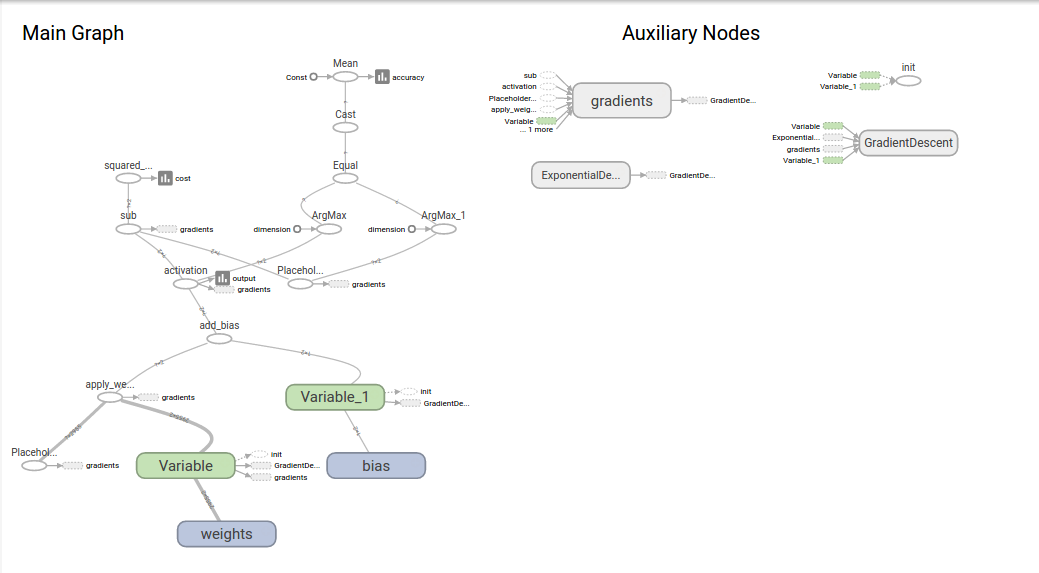 Main Graph
Auxiliary Nodes
Mean
Const
accuracy
Cast
Equal
squared_...
cost
sub
gradients
dimension
ArgMax
dimension
ArgMax_1
activation
output
gradients
Placehol...
gradients
add_bias
apply_we...
gradients
Variable_1
init
GradientDe...
Placehol...
gradients
Variable
init
GradientDe...
gradients
bias
weights
sub
activation
Placeholder...
apply_weig...
Variable
... 1 more
gradients
GradientDe...
ExponentialDe...
GradientDe...
init
Variable
Variable_1
Variable
Exponential...
gradients
Variable_1
GradientDescent